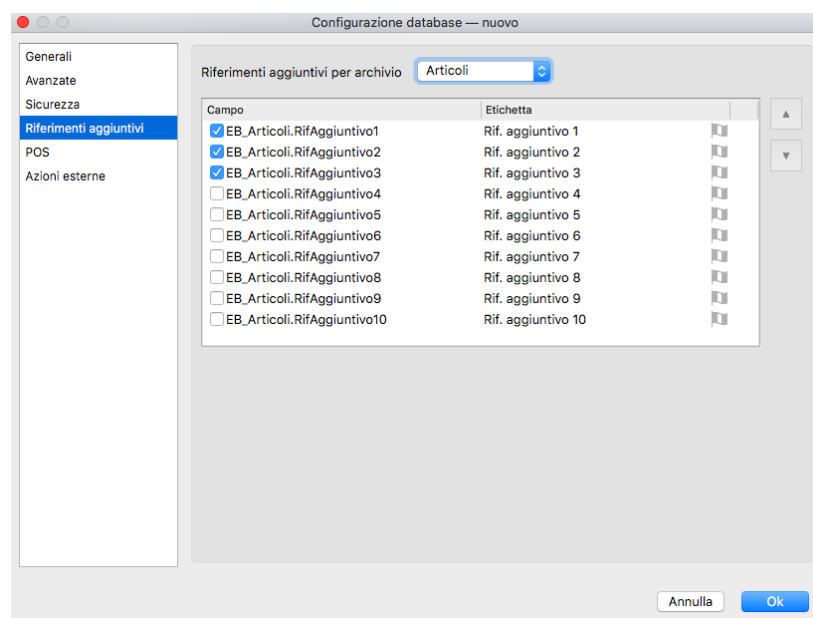 Configurazione database — nuovo
Generali
Avanzate
Sicurezza
Riferimenti aggiuntivi
POS
Azioni esterne
Riferimenti aggiuntivi per archivio Articoli
Campo Etichetta
EB_Articoli.RifAggiuntivo1 Rif. aggiuntivo 1
EB_Articoli.RifAggiuntivo2 Rif. aggiuntivo 2
EB_Articoli.RifAggiuntivo3 Rif. aggiuntivo 3
EB_Articoli.RifAggiuntivo4 Rif. aggiuntivo 4
EB_Articoli.RifAggiuntivo5 Rif. aggiuntivo 5
EB_Articoli.RifAggiuntivo6 Rif. aggiuntivo 6
EB_Articoli.RifAggiuntivo7 Rif. aggiuntivo 7
EB_Articoli.RifAggiuntivo8 Rif. aggiuntivo 8
EB_Articoli.RifAggiuntivo9 Rif. aggiuntivo 9
EB_Articoli.RifAggiuntivo10 Rif. aggiuntivo 10
Annulla Ok